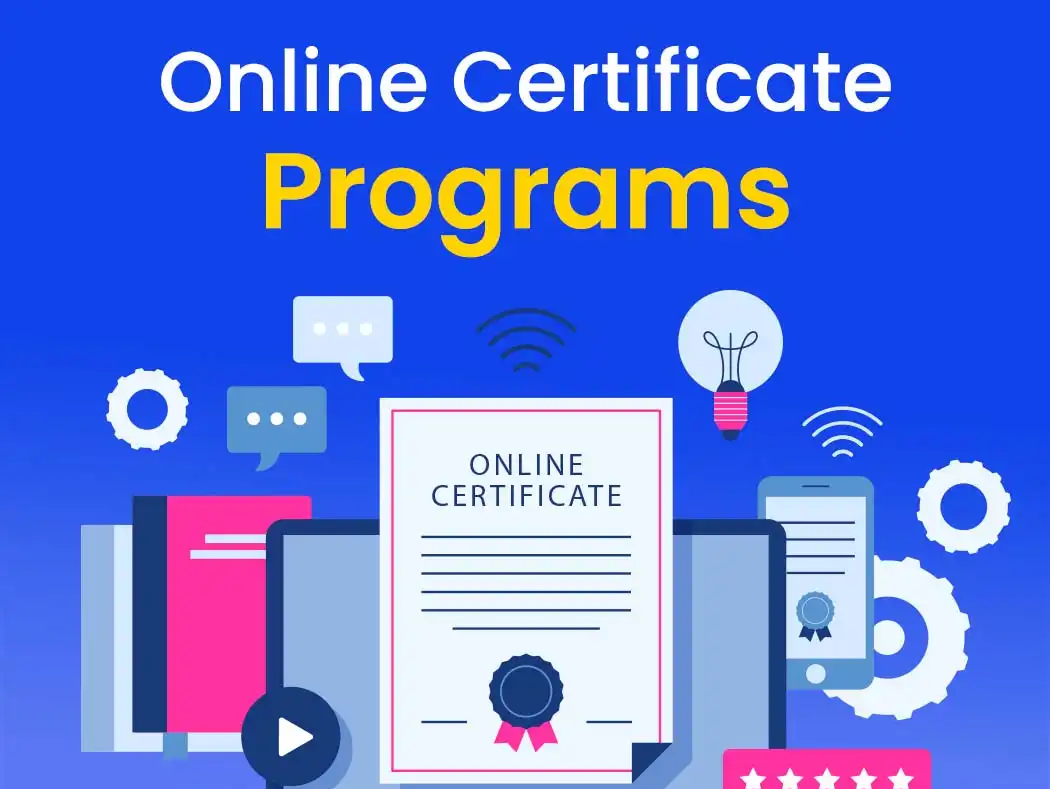 Online Certificate
Programs
ONLINE
CERTIFICATE